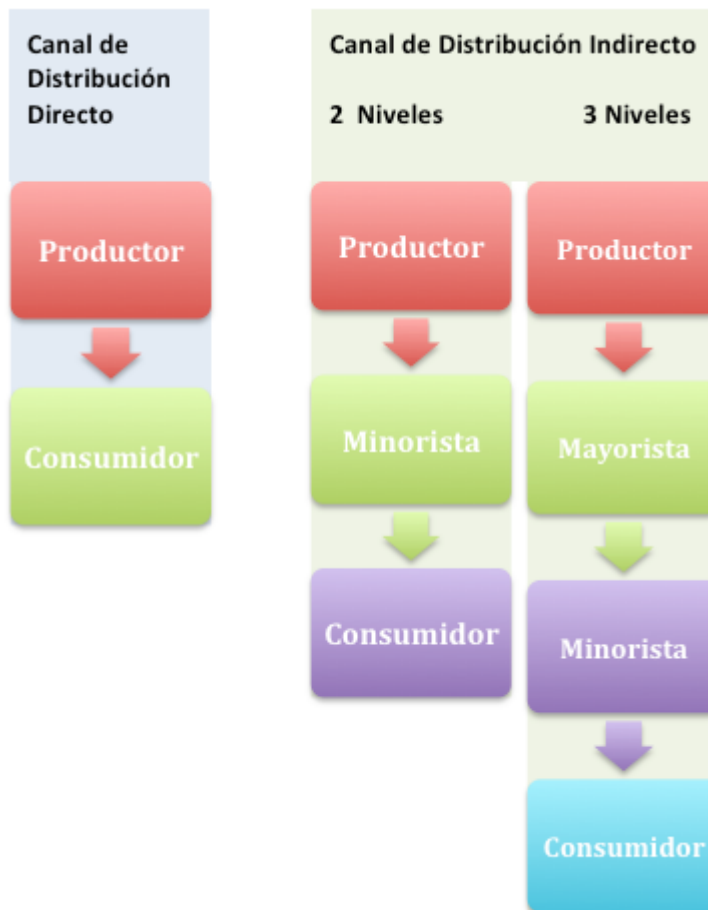 Canal de
Distribución
Directo
Productor
Consumidor
Canal de Distribución Indirecto
2 Niveles
Productor
Minorista
Consumidor
3 Niveles
Productor
Mayorista
Minorista
Consumidor